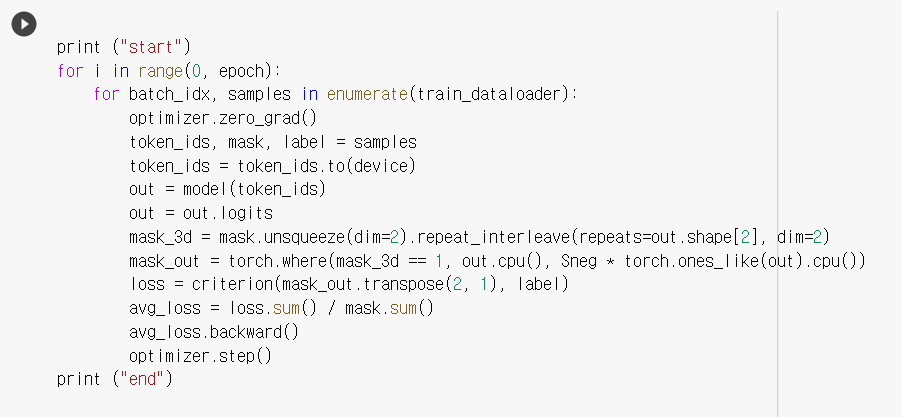 print ("start")
for i in range(0, epoch):
    for batch_idx, samples in enumerate(train_dataloader):
        optimizer.zero_grad()
        token_ids, mask, label = samples
        token_ids = token_ids.to(device)
        out = model(token_ids)
        out = out.logits
        mask_3d = mask.unsqueeze(dim=2).repeat_interleave(repeats=out.shape[2], dim=2)
        mask_out = torch.where(mask_3d == 1, out.cpu(), Sneg * torch.ones_like(out).cpu())
        loss = criterion(mask_out.transpose(2, 1), label)
        avg_loss = loss.sum() / mask.sum()
        avg_loss.backward()
        optimizer.step()
print ("end")